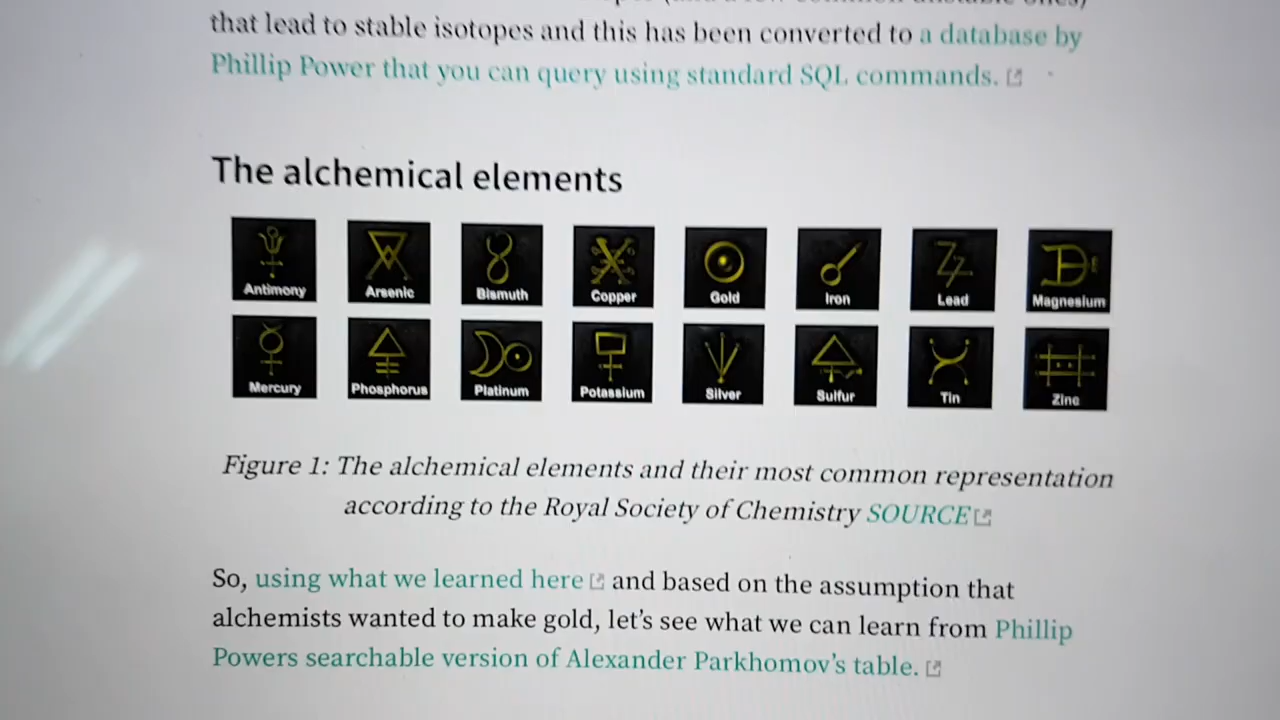 that lead to stable isotopes and this has been converted to a database by
Phillip Power that you can query using standard SQL commands.
The alchemical elements
Antimony Arsenic Bismuth Copper Gold Iron Lead Magnesium
Mercury Phosphorus Platinum Potassium Silver Sulfur Tin Zinc
Figure 1: The alchemical elements and their most common representation
according to the Royal Society of Chemistry SOURCE
So, using what we learned here and based on the assumption that
alchemists wanted to make gold, let's see what we can learn from Phillip
Powers searchable version of Alexander Parkhomov's table.